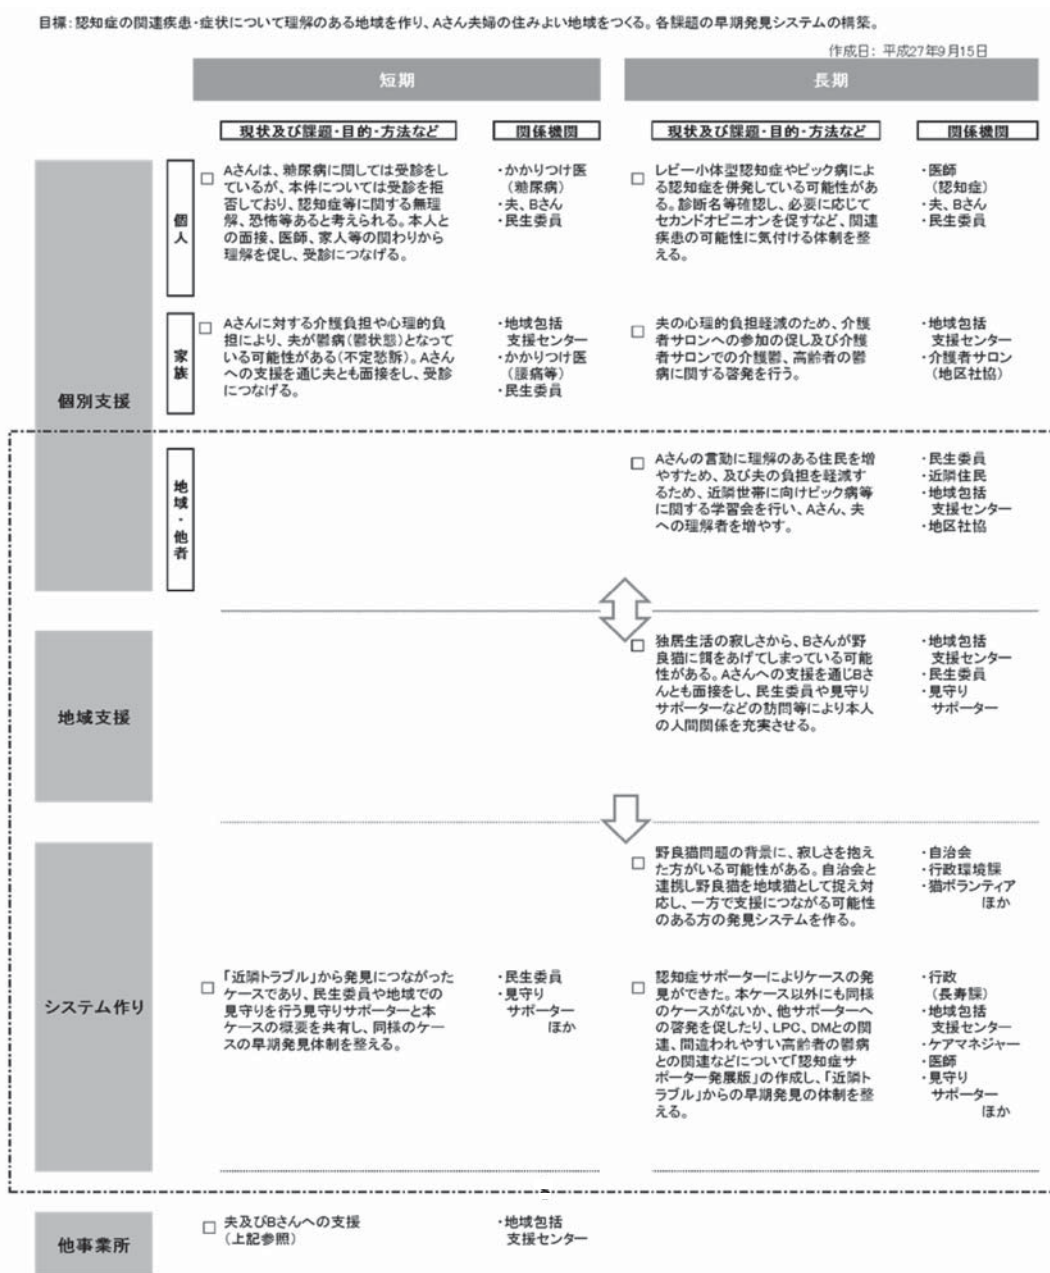 目標：認知症の関連疾患・症状について理解のある地域を作り、Aさん夫婦の住みよい地域をつくる。各課題の早期発見システムの構築。
作成日：平成27年9月15日
短期
長期
現状及び課題・目的・方法など
関係機関
現状及び課題・目的・方法など
関係機関
個別支援
個人
□ Aさんは、糖尿病に関しては受診をし
ているが、本件については受診を拒
否しており、認知症等に関する無理
解、恐怖等あると考えられる。本人と
の面接、医師、家人等の関わりから
理解を促し、受診につなげる。
・かかりつけ医
（糖尿病）
・夫、Bさん
・民生委員
□ レビー小体型認知症やピック病によ
る認知症を併発している可能性があ
る。診断名等確認し、必要に応じて
セカンドオピニオンを促すなど、関連
疾患の可能性に気付ける体制を整
える。
・医師
（認知症）
・夫、Bさん
・民生委員
家族
□ Aさんに対する介護負担や心理的負
担により、夫が鬱病（鬱状態）となって
いる可能性がある（不定愁訴）。Aさん
への支援を通じ夫とも面接をし、受診
につなげる。
・地域包括
支援センター
・かかりつけ医
（腰痛等）
・民生委員
□ 夫の心理的負担軽減のため、介護
者サロンへの参加の促し及び介護
者サロンでの介護鬱、高齢者の鬱
病に関する啓発を行う。
・地域包括
支援センター
・介護者サロン
（地区社協）
地域・他者
□ Aさんの言動に理解のある住民を増
やすため、及び夫の負担を軽減す
るため、近隣世帯に向けピック病等
に関する学習会を行い、Aさん、夫
への理解者を増やす。
・民生委員
・近隣住民
・地域包括
支援センター
・地区社協
地域支援
□ 独居生活の寂しさから、Bさんが野
良猫に餌をあげてしまっている可能
性がある。Aさんへの支援を通じBさ
んとも面接をし、民生委員や見守り
サポーターなどの訪問等により本人
の人間関係を充実させる。
・地域包括
支援センター
・民生委員
・見守り
サポーター
システム作り
□ 野良猫問題の背景に、寂しさを抱え
た方がいる可能性がある。自治会と
連携し野良猫を地域猫として捉え対
応し、一方で支援につながる可能性
のある方の発見システムを作る。
・自治会
・行政環境課
・猫ボランティア
ほか
□ 「近隣トラブル」から発見につながった
ケースであり、民生委員や地域での
見守りを行う見守りサポーターと本
ケースの概要を共有し、同様のケー
スの早期発見体制を整える。
・民生委員
・見守り
サポーター
ほか
□ 認知症サポーターによりケースの発
見ができた。本ケース以外にも同様
のケースがないか、他サポーターへ
の啓発を促したり、LPC、DMとの関
連、間違われやすい高齢者の鬱病
との関連などについて「認知症サ
ポーター発展版」の作成し、「近隣ト
ラブル」からの早期発見の体制を整
える。
・行政
（長寿課）
・地域包括
支援センター
・ケアマネジャー
・医師
・見守り
サポーター
ほか
他事業所
□ 夫及びBさんへの支援
（上記参照）
・地域包括
支援センター